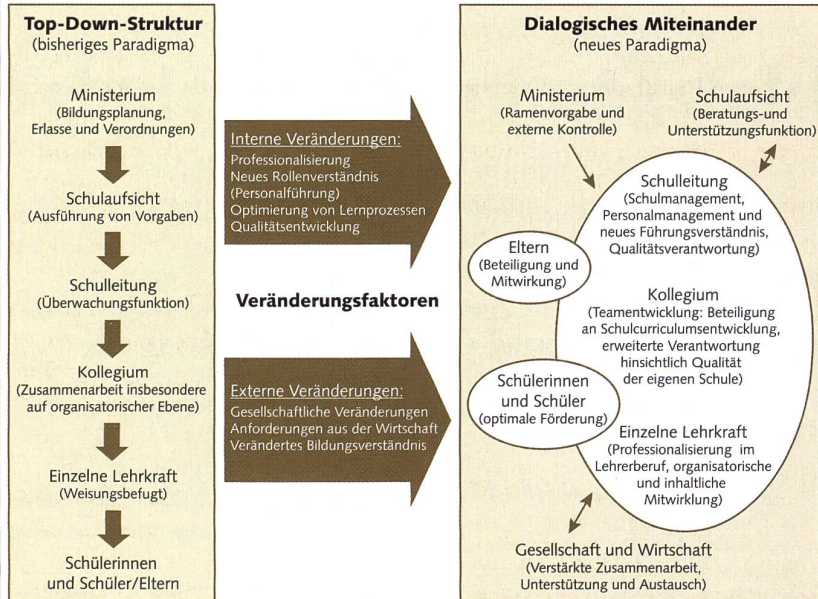 Top-Down-Struktur
(bisheriges Paradigma)
Ministerium
(Bildungsplanung,
Erlasse und Verordnungen)
Schulaufsicht
(Ausführung von Vorgaben)
Schulleitung
(Überwachungsfunktion)
Kollegium
(Zusammenarbeit insbesondere
auf organisatorischer Ebene)
Einzelne Lehrkraft
(Weisungsbefugt)
Schülerinnen
und Schüler/Eltern
Interne Veränderungen:
Professionalisierung
Neues Rollenverständnis
(Personalführung)
Optimierung von Lernprozessen
Qualitätsentwicklung
Veränderungsfaktoren
Externe Veränderungen:
Gesellschaftliche Veränderungen
Anforderungen aus der Wirtschaft
Verändertes Bildungsverständnis
Dialogisches Miteinander
(neues Paradigma)
Ministerium
(Ramenvorgabe und
externe Kontrolle)
Schulaufsicht
(Beratungs-und
Unterstützungsfunktion)
Schulleitung
(Schulmanagement,
Personalmanagement und
neues Führungsverständnis,
Qualitätsverantwortung)
Eltern
(Beteiligung und
Mitwirkung)
Kollegium
(Teamentwicklung: Beteiligung
an Schulcurriculumsentwicklung,
erweiterte Verantwortung
hinsichtlich Qualität
der eigenen Schule)
Schülerinnen
und Schüler
(optimale Förderung)
Einzelne Lehrkraft
(Professionalisierung im
Lehrerberuf, organisatorische
und inhaltliche
Mitwirklung)
Gesellschaft und Wirtschaft
(Verstärkte Zusammenarbeit,
Unterstützung und Austausch)